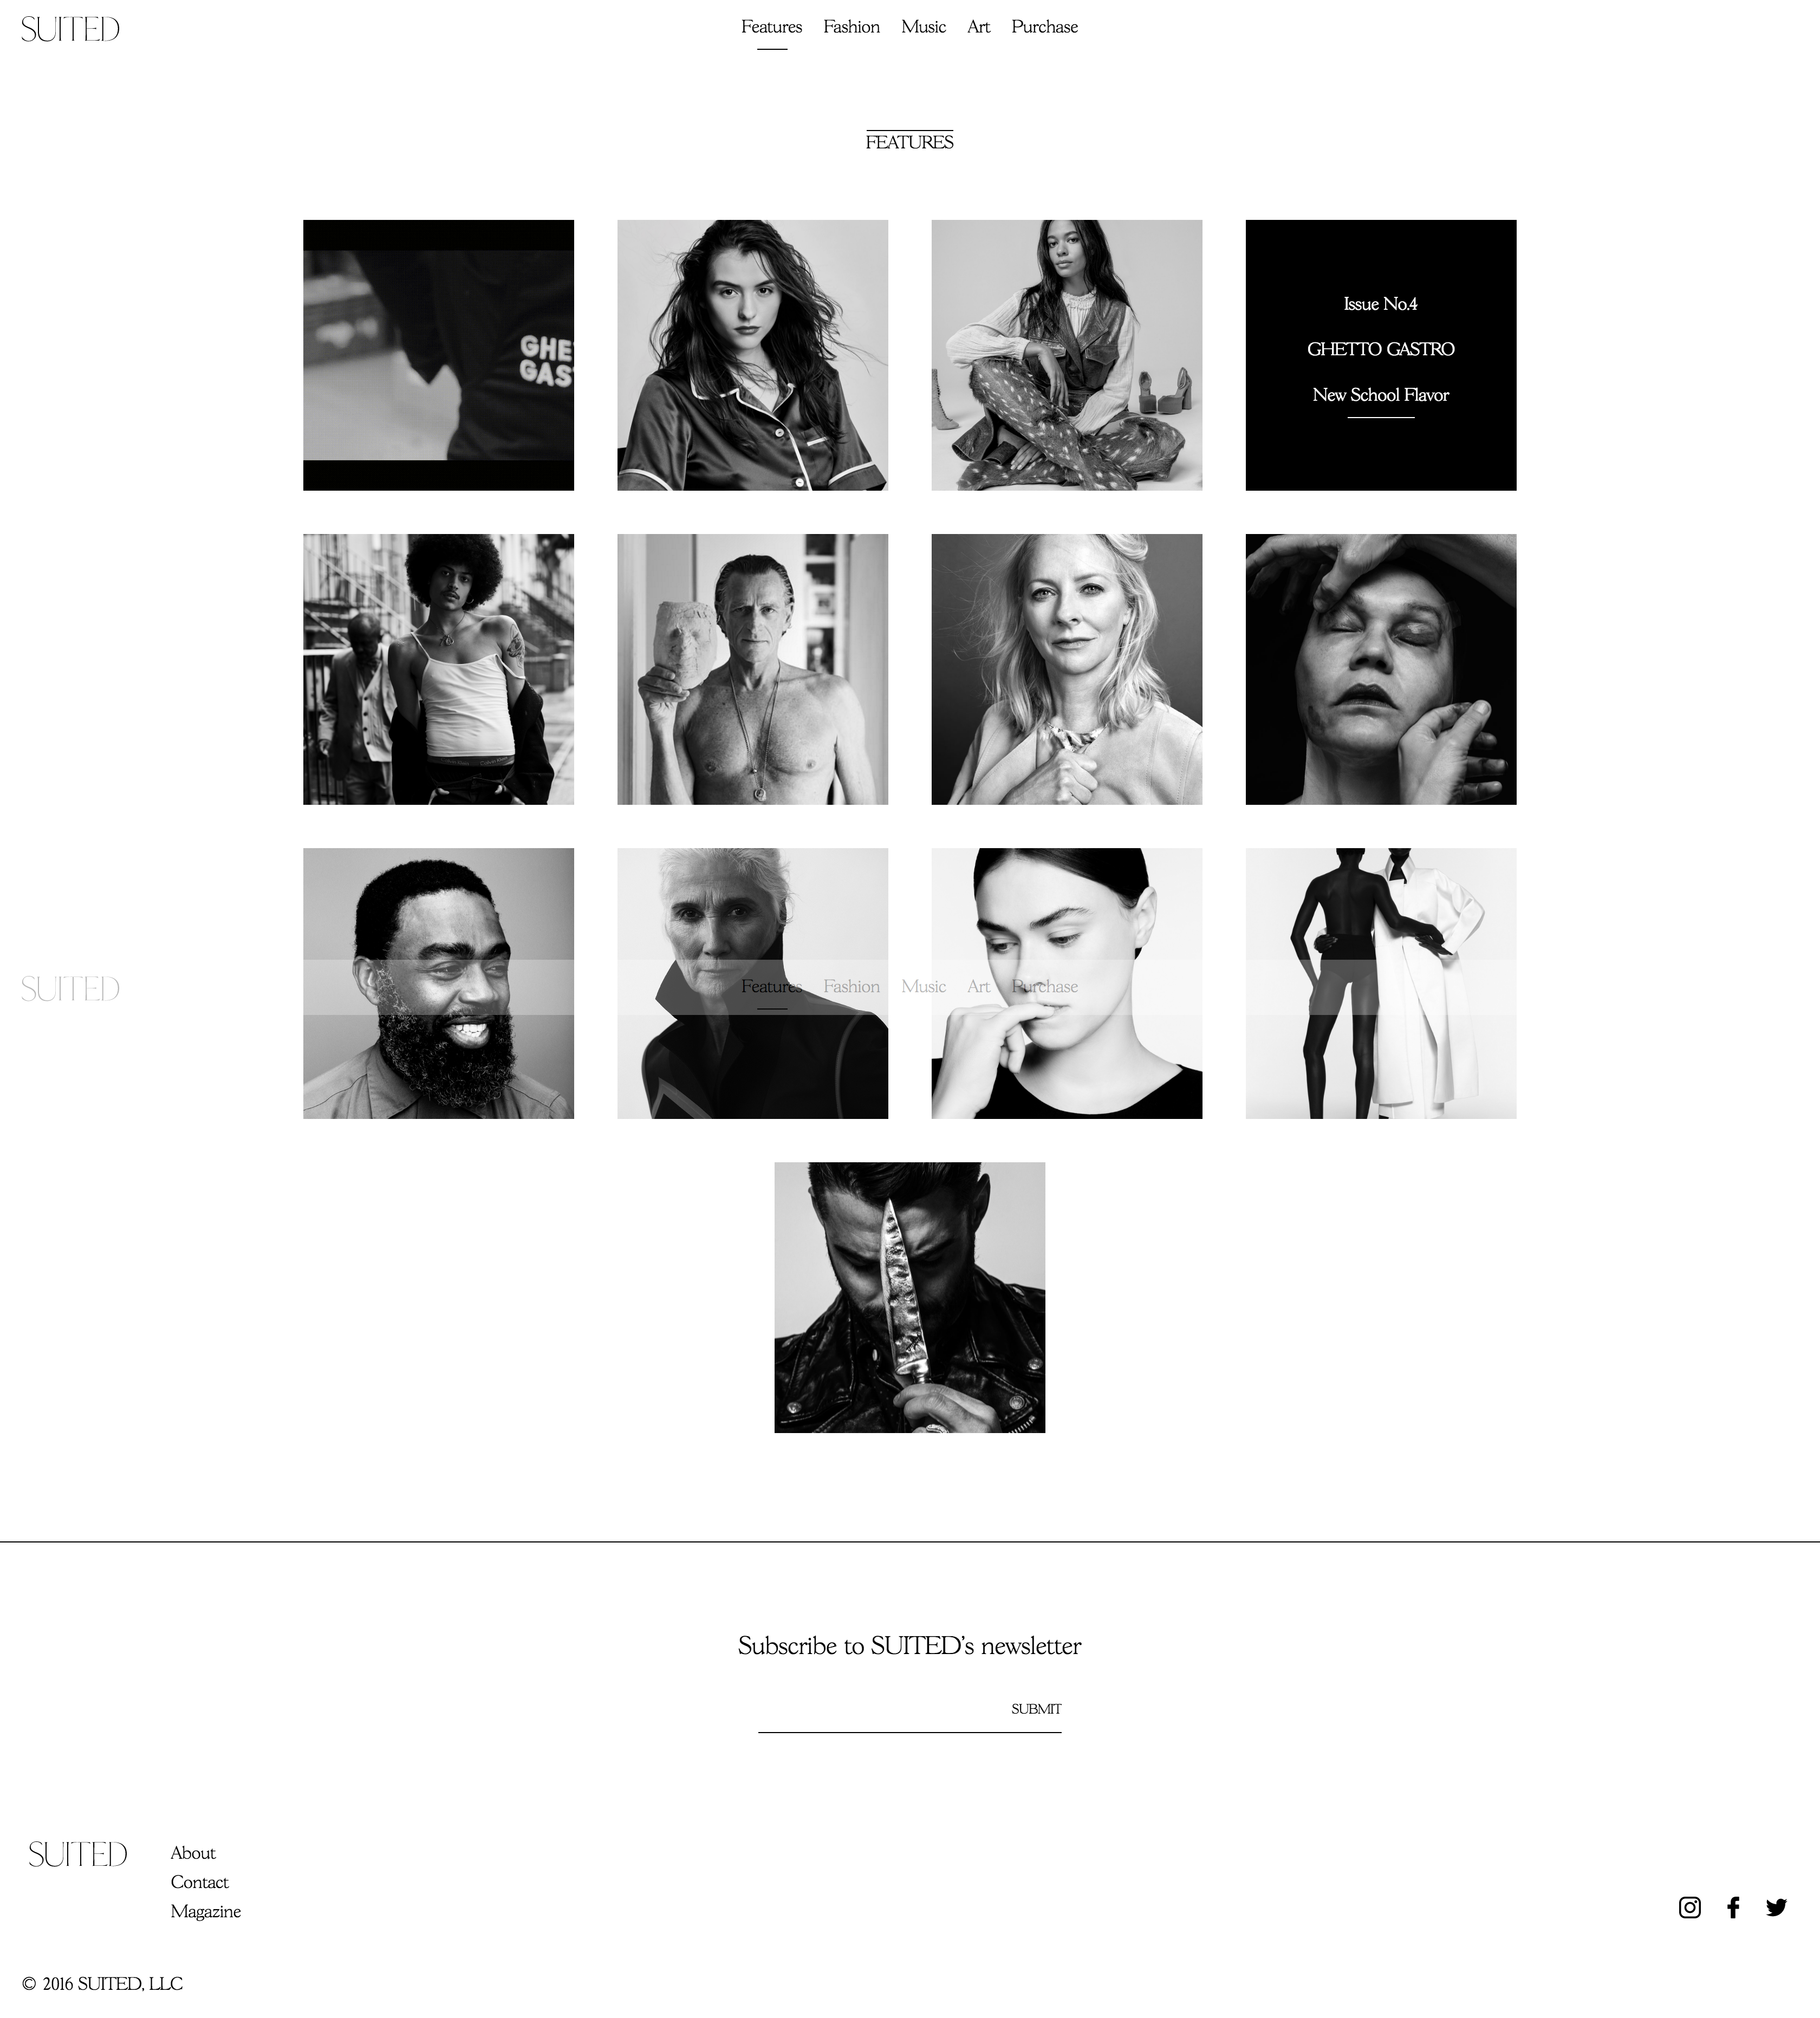 SUITED
Features Fashion Music Art Purchase
FEATURES
GHE
GAS
Issue No.4
GHETTO GASTRO
New School Flavor
SUITED
Features Fashion Music Art Purchase
Subscribe to SUITED’s newsletter
SUBMIT
SUITED
About
Contact
Magazine
© 2016 SUITED, LLC